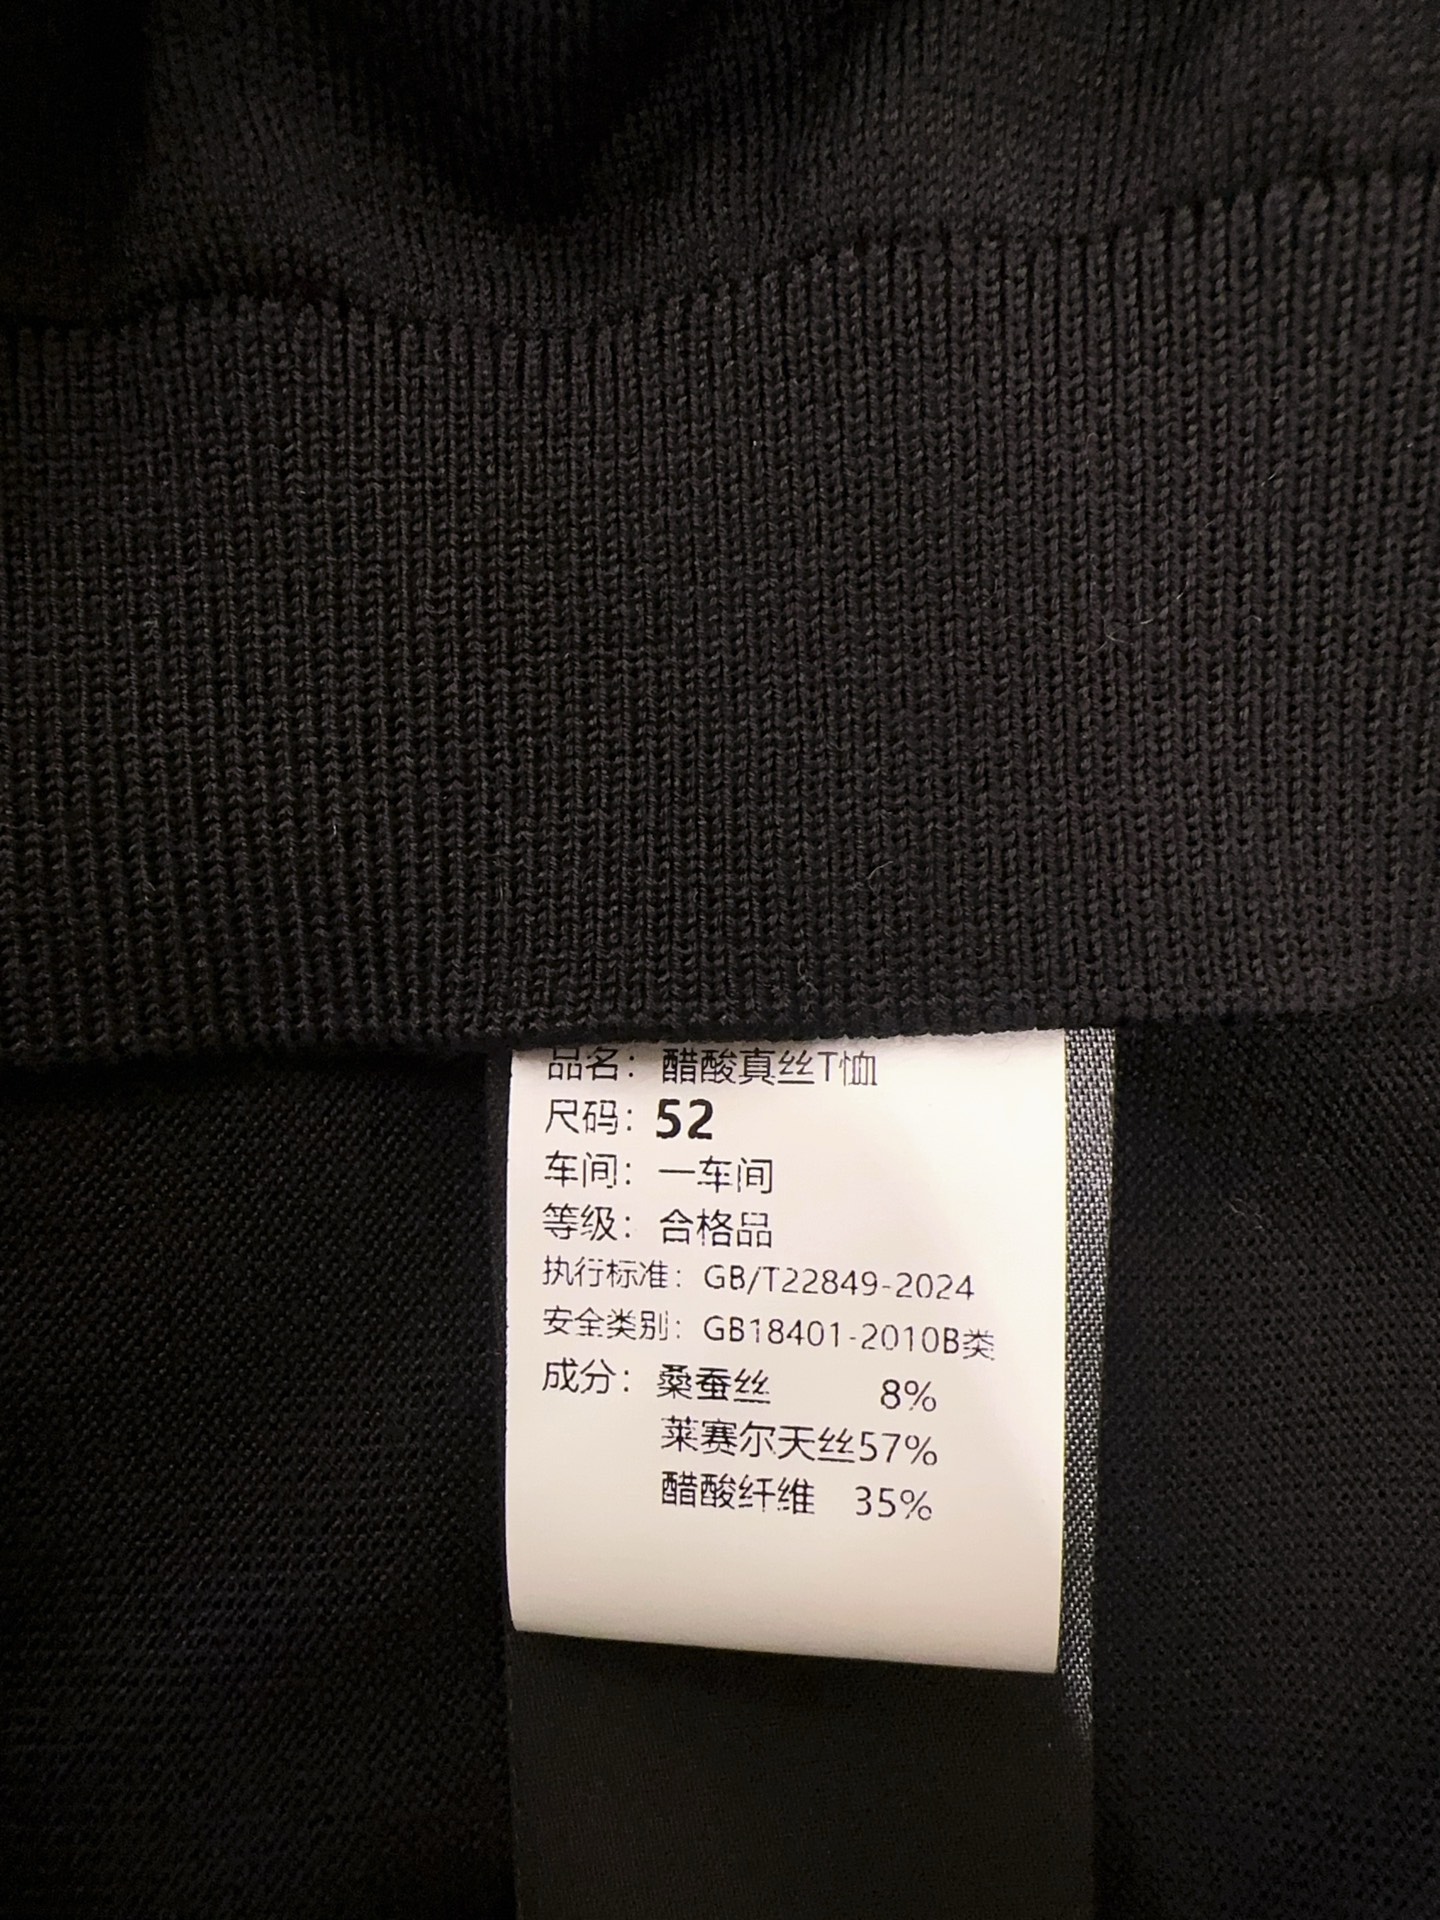 品名：醋酸真丝T恤
尺码：52
车间：一车间
等级：合格品
执行标准：GB/T22849-2024
安全类别：GB18401-2010B类
成分：桑蚕丝 8%
莱赛尔天丝57%
醋酸纤维 35%